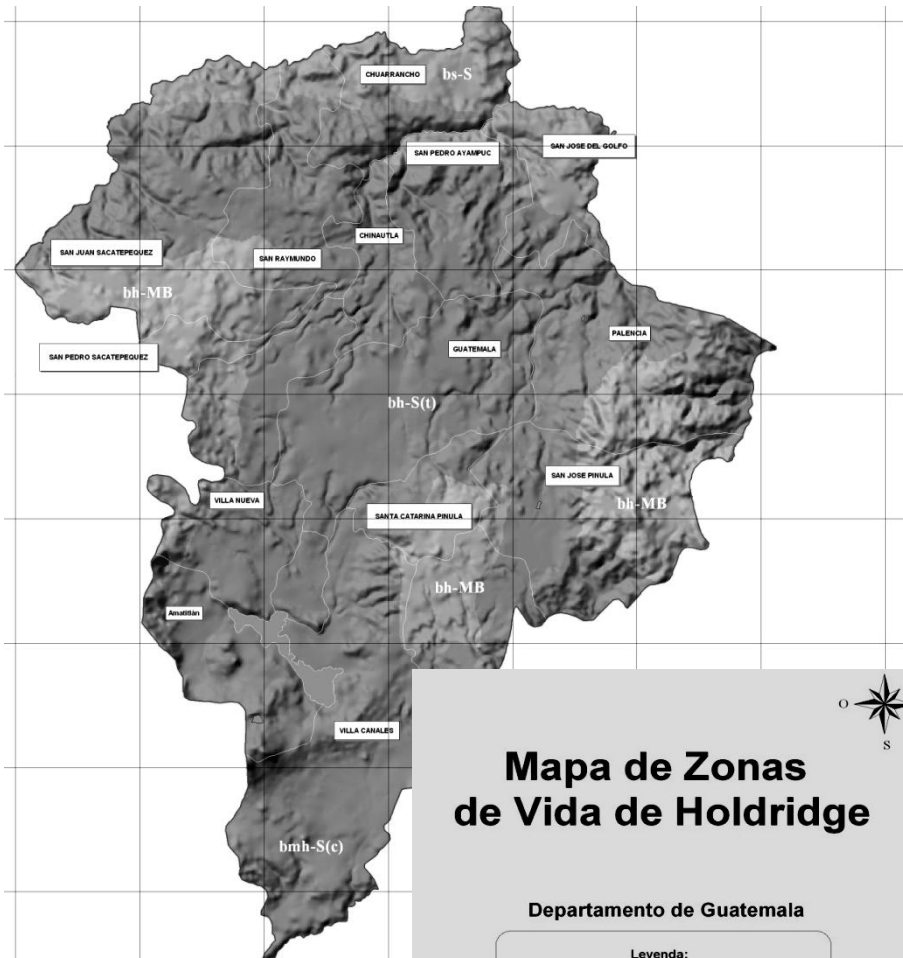 CHUARRANCHO
bs-S
SAN JOSE DEL GOLFO
SAN PEDRO AYAMPUC
CHINAUTLA
SAN JUAN SACATEPEQUEZ
SAN RAYMUNDO
bh-MB
PALENCIA
GUATEMALA
SAN PEDRO SACATEPEQUEZ
bh-S(t)
SAN JOSE PINULA
VILLA NUEVA
bh-MB
SANTA CATARINA PINULA
bh-MB
Amatitlán
VILLA CANALES
bmh-S(c)
O
S
Mapa de Zonas
de Vida de Holdridge
Departamento de Guatemala
Leyenda: